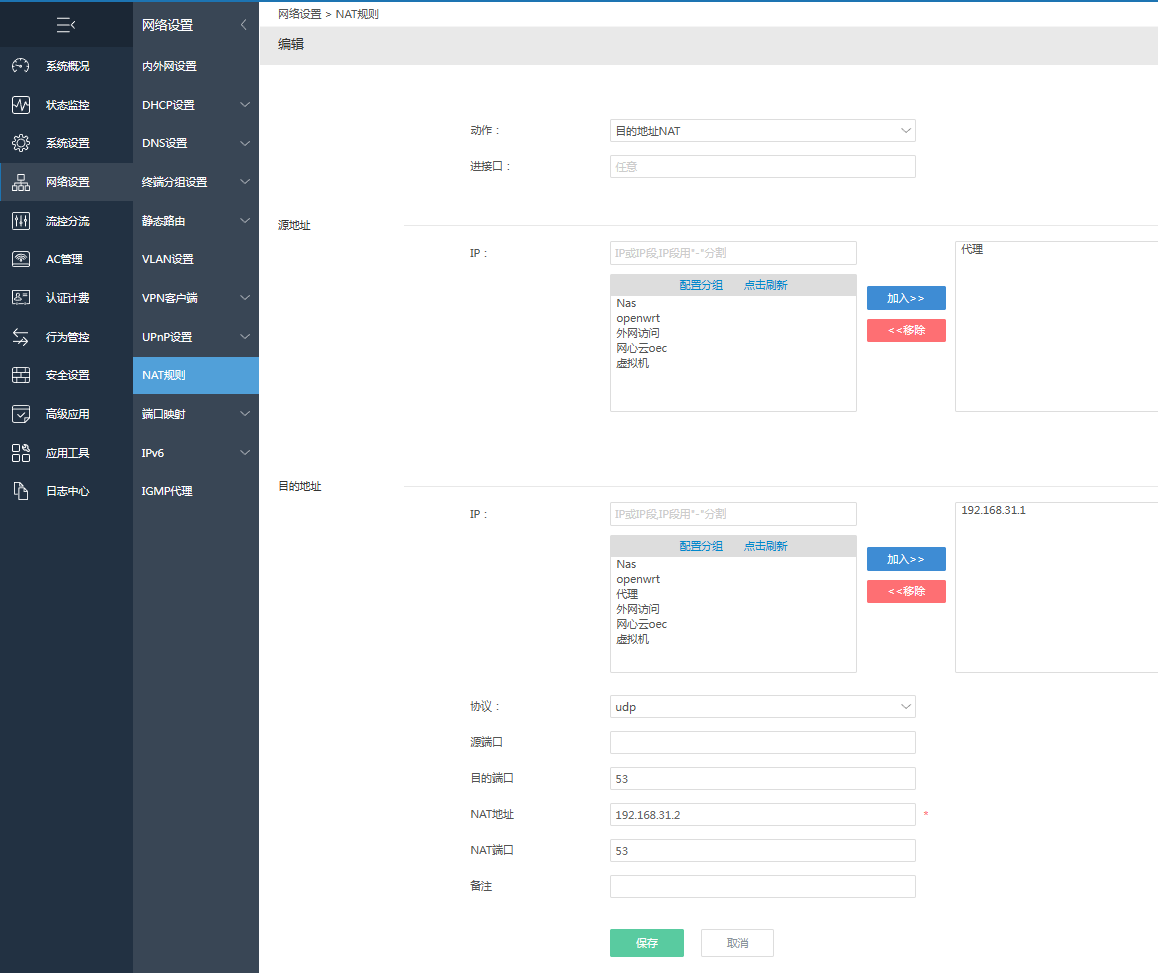 网络设置
系统概况
状态监控
系统设置
网络设置
流控分流
AC管理
认证计费
行为管控
安全设置
高级应用
应用工具
日志中心
内外网设置
DHCP设置
DNS设置
终端分组设置
静态路由
VLAN设置
VPN客户端
UPnP设置
NAT规则
端口映射
IPv6
IGMP代理
网络设置 > NAT规则
编辑
动作： 目的地址NAT
进接口： 任意
源地址
IP： IP或IP段,IP段用"-"分割
配置分组 点击刷新
Nas
openwrt
外网访问
网心云oec
虚拟机
加入>>
<<移除
代理
目的地址
IP： IP或IP段,IP段用"-"分割
配置分组 点击刷新
Nas
openwrt
代理
外网访问
网心云oec
虚拟机
加入>>
<<移除
192.168.31.1
协议： udp
源端口
目的端口 53
NAT地址 192.168.31.2 *
NAT端口 53
备注
保存 取消